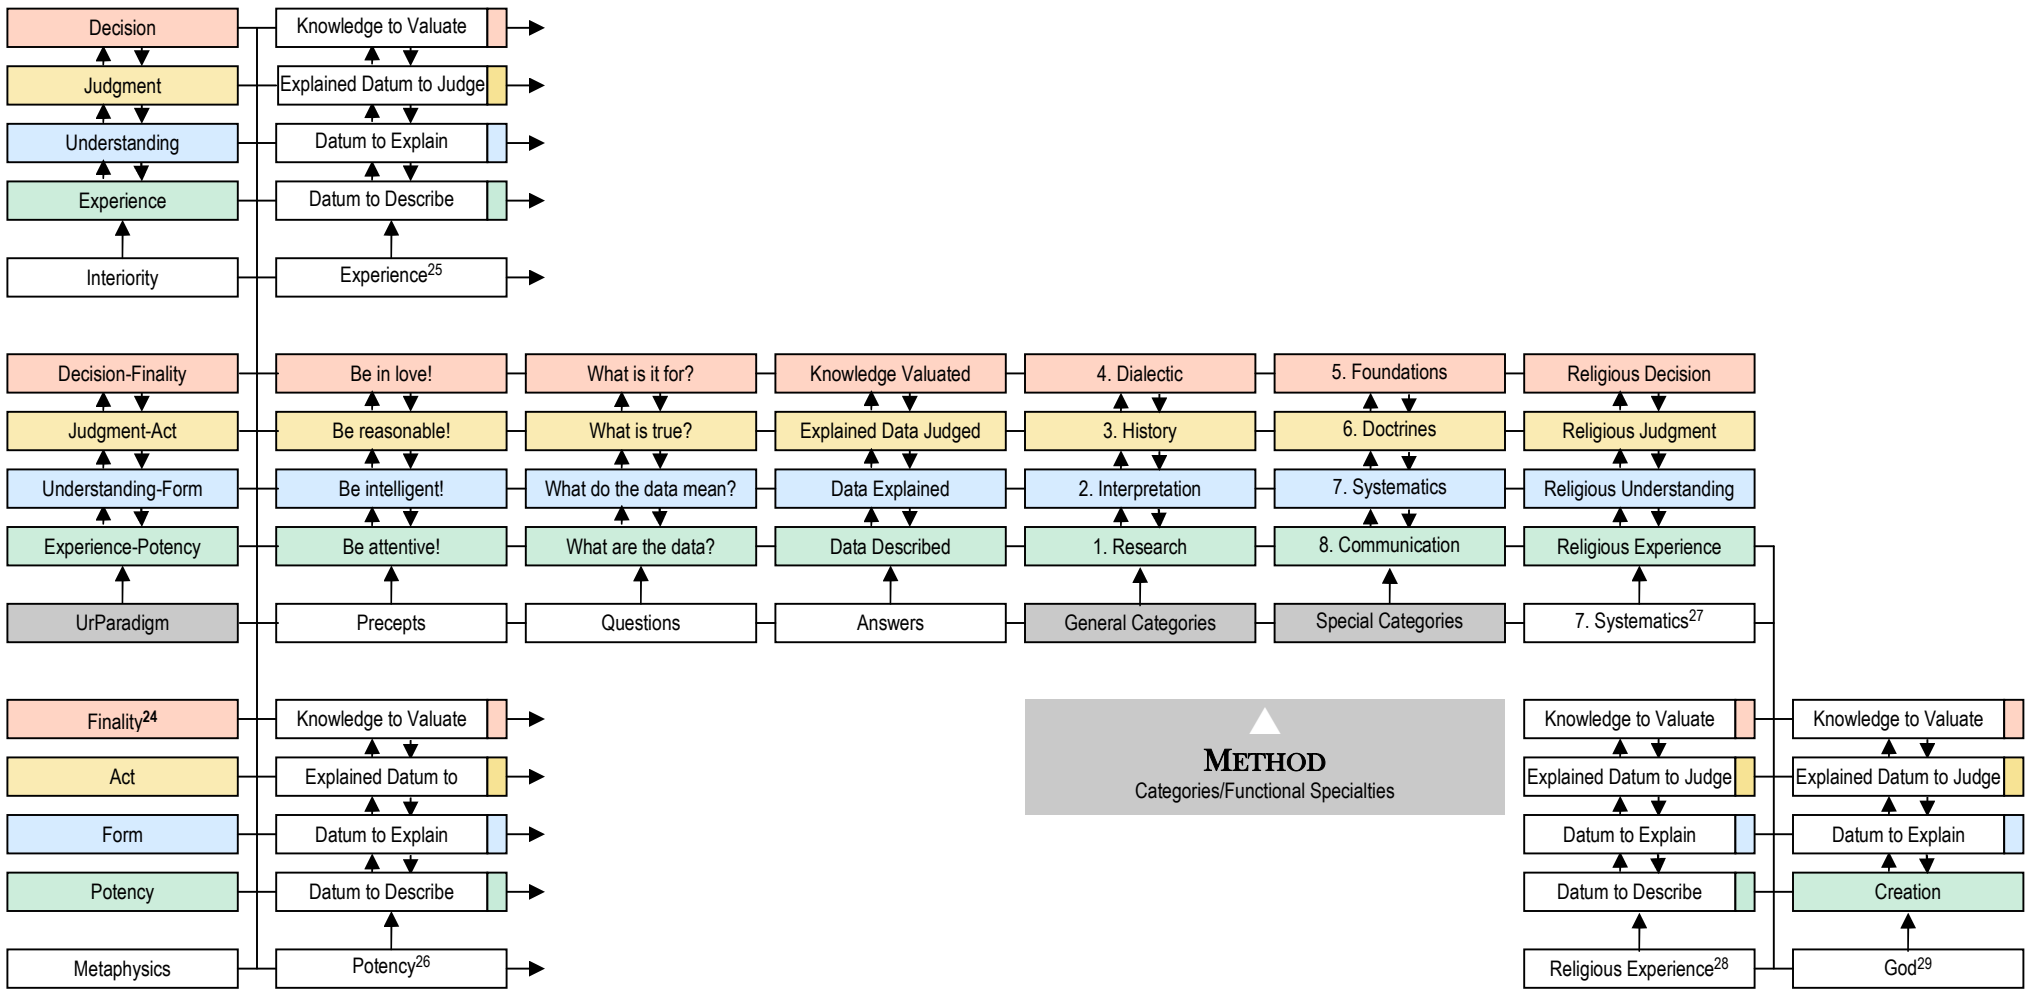 Decision Knowledge to Valuate
Judgment Explained Datum to Judge
Understanding Datum to Explain
Experience Datum to Describe
Interiority Experience25
Decision-Finality Be in love! What is it for? Knowledge Valuated 4. Dialectic 5. Foundations Religious Decision
Judgment-Act Be reasonable! What is true? Explained Data Judged 3. History 6. Doctrines Religious Judgment
Understanding-Form Be intelligent! What do the data mean? Data Explained 2. Interpretation 7. Systematics Religious Understanding
Experience-Potency Be attentive! What are the data? Data Described 1. Research 8. Communication Religious Experience
UrParadigm Precepts Questions Answers General Categories Special Categories 7. Systematics27
Finality24 Knowledge to Valuate Knowledge to Valuate Knowledge to Valuate
METHOD
Act Explained Datum to Categories/Functional Specialties Explained Datum to Judge Explained Datum to Judge
Form Datum to Explain Datum to Explain Datum to Explain
Potency Datum to Describe Datum to Describe Creation
Metaphysics Potency26 Religious Experience28 God29